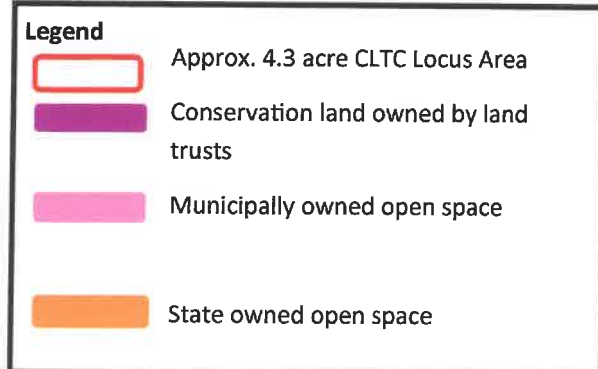 Legend
Approx. 4.3 acre CLTC Locus Area
Conservation land owned by land
trusts
Municipally owned open space
State owned open space